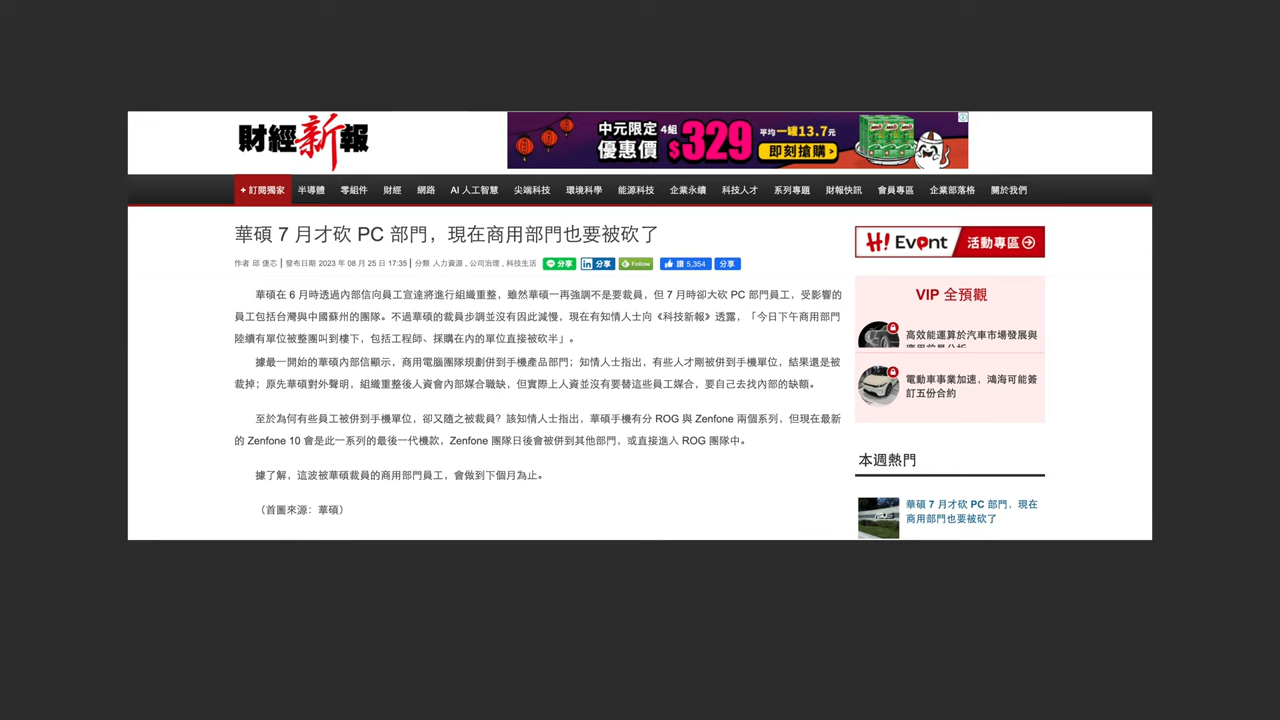 財經新報
中元限定 4組 $329 平均一罐13.7元
優惠價 即刻搶購 >
+ 訂閱獨家 半導體 零組件 財經 網路 AI 人工智慧 尖端科技 環境科學 能源科技 企業永續 科技人才 系列專題 財報快訊 會員專區 企業部落格 關於我們
華碩 7 月才砍 PC 部門，現在商用部門也要被砍了
作者 邱 倢芯 | 發布日期 2023 年 08 月 25 日 17:35 | 分類 人力資源 , 公司治理 , 科技生活 分享 in 分享 Follow 讚 5,354 分享
華碩在 6 月時透過內部信向員工宣達將進行組織重整，雖然華碩一再強調不是要裁員，但 7 月時卻大砍 PC 部門員工，受影響的
員工包括台灣與中國蘇州的團隊。不過華碩的裁員步調並沒有因此減慢，現在有知情人士向《科技新報》透露，「今日下午商用部門
陸續有單位被整團叫到樓下，包括工程師、採購在內的單位直接被砍半」。
據最一開始的華碩內部信顯示，商用電腦團隊規劃併到手機產品部門；知情人士指出，有些人才剛被併到手機單位，結果還是被
裁掉；原先華碩對外聲明，組織重整後人資會內部媒合職缺，但實際上人資並沒有要替這些員工媒合，要自己去找內部的缺額。
至於為何有些員工被併到手機單位，卻又隨之被裁員？該知情人士指出，華碩手機有分 ROG 與 Zenfone 兩個系列，但現在最新
的 Zenfone 10 會是此一系列的最後一代機款，Zenfone 團隊日後會被併到其他部門，或直接進入 ROG 團隊中。
據了解，這波被華碩裁員的商用部門員工，會做到下個月為止。
（首圖來源：華碩）
H! Event 活動專區
VIP 全預觀
高效能運算於汽車市場發展與
應用前景分析
電動車事業加速，鴻海可能簽
訂五份合約
本週熱門
華碩 7 月才砍 PC 部門，現在
商用部門也要被砍了